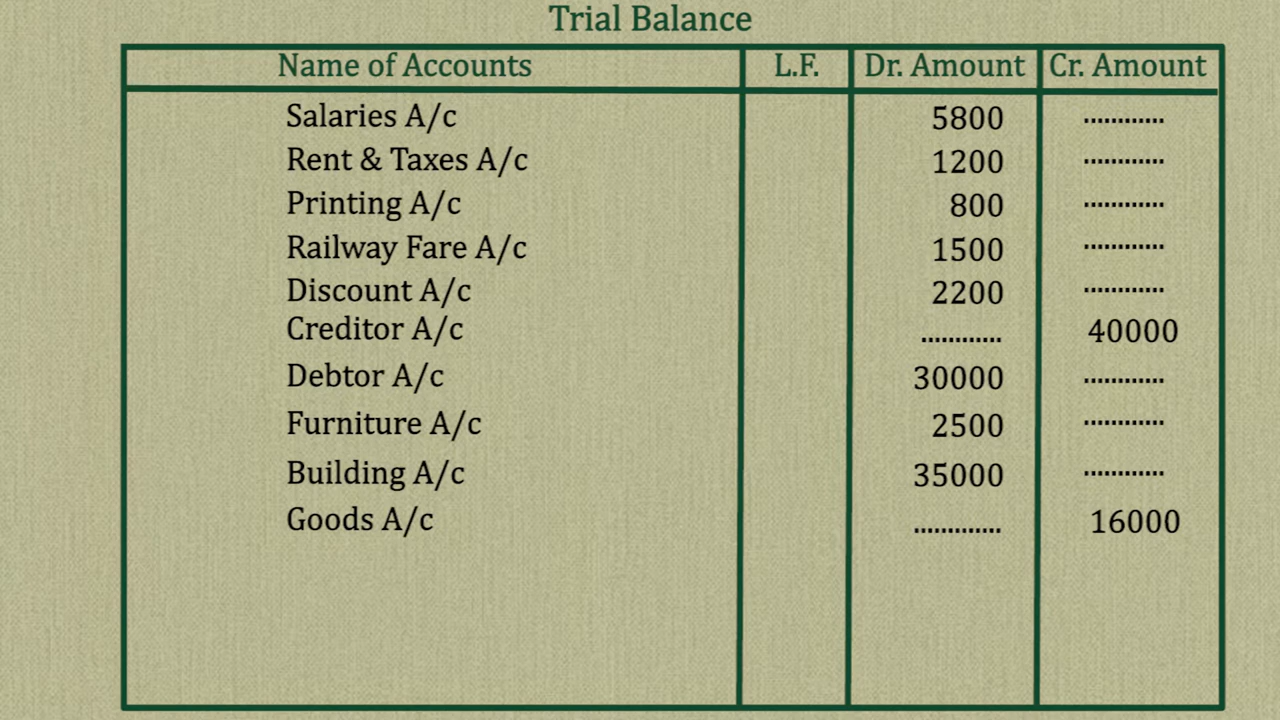 Trial Balance
Name of Accounts L.F. Dr. Amount Cr. Amount
Salaries A/c 5800 ............
Rent & Taxes A/c 1200 ............
Printing A/c 800 ............
Railway Fare A/c 1500 ............
Discount A/c 2200 ............
Creditor A/c ............ 40000
Debtor A/c 30000 ............
Furniture A/c 2500 ............
Building A/c 35000 ............
Goods A/c ............. 16000